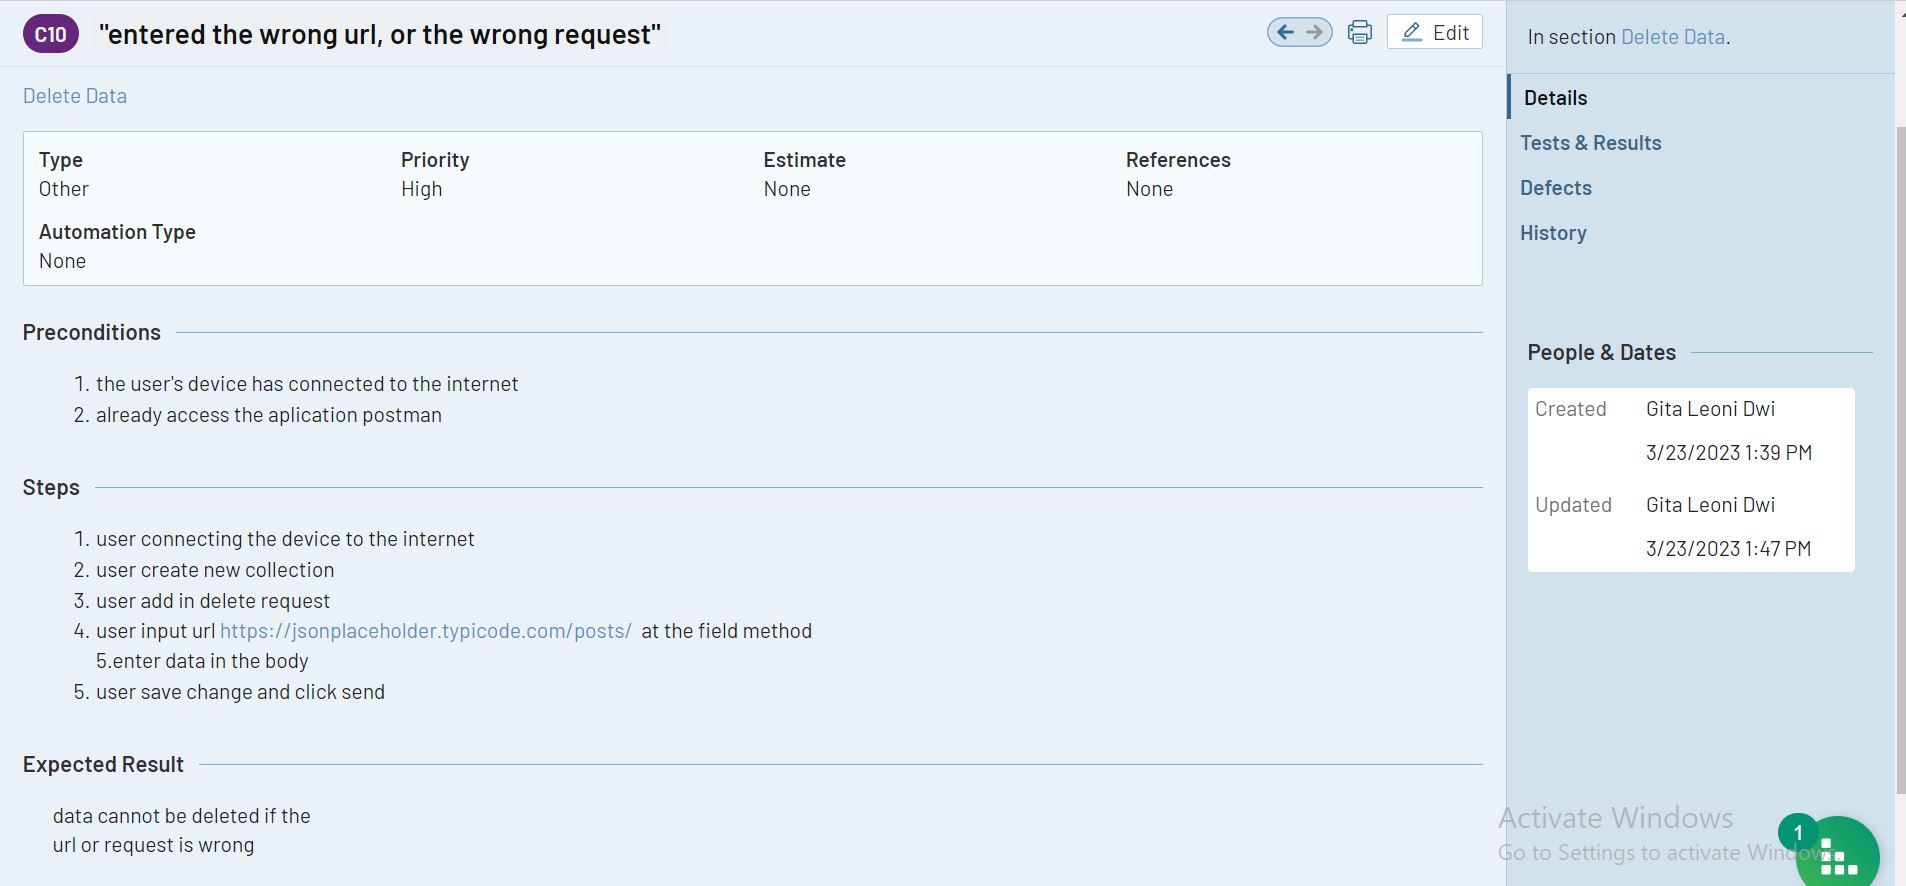 C10 "entered the wrong url, or the wrong request"
Edit
Delete Data
Type
Other
Priority
High
Estimate
None
References
None
Automation Type
None
Preconditions
1. the user's device has connected to the internet
2. already access the aplication postman
Steps
1. user connecting the device to the internet
2. user create new collection
3. user add in delete request
4. user input url https://jsonplaceholder.typicode.com/posts/ at the field method
5.enter data in the body
5. user save change and click send
Expected Result
data cannot be deleted if the
url or request is wrong
In section Delete Data.
Details
Tests & Results
Defects
History
People & Dates
Created Gita Leoni Dwi
3/23/2023 1:39 PM
Updated Gita Leoni Dwi
3/23/2023 1:47 PM
Activate Windows
Go to Settings to activate Windows.
1